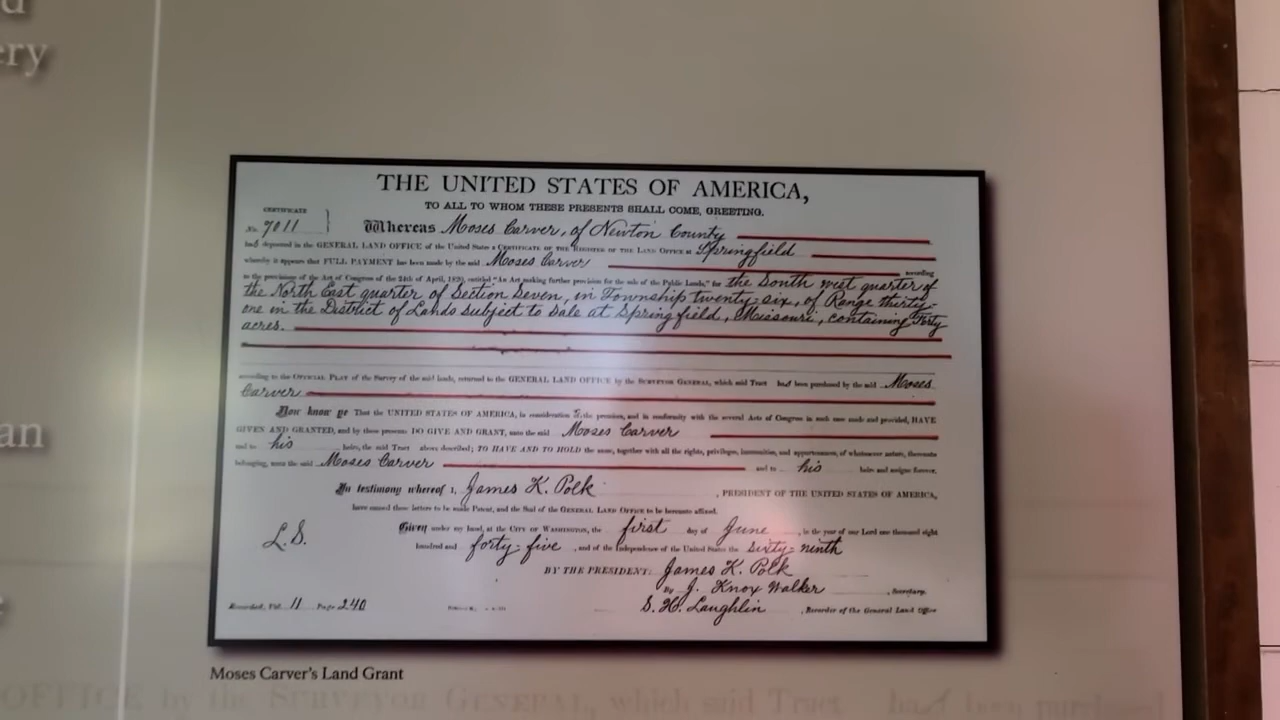 ery
an
THE UNITED STATES OF AMERICA,
TO ALL TO WHOM THESE PRESENTS SHALL COME, GREETING.
CERTIFICATE
No. 7011
Whereas Moses Carver, of Newton County
had deposited in the GENERAL LAND OFFICE of the United States a CERTIFICATE OF THE REGISTER OF THE LAND OFFICE at Springfield
whereby it appears that FULL PAYMENT has been made by the said Moses Carver according
to the provisions of the Act of Congress of the 24th of April, 1820, entitled "An Act making further provision for the sale of the Public Lands," for the South west quarter of
the North East quarter of Section Seven, in Township twenty-six, of Range thirty-
one in the District of Lands subject to Sale at Springfield, Missouri, containing Forty
acres.
according to the OFFICIAL PLAT of the Survey of the said lands, returned to the GENERAL LAND OFFICE by the SURVEYOR GENERAL, which said Tract had been purchased by the said Moses
Carver
Now know ye That the UNITED STATES OF AMERICA, in consideration of the premises, and in conformity with the several Acts of Congress in such case made and provided, HAVE
GIVEN AND GRANTED, and by these presents DO GIVE AND GRANT, unto the said Moses Carver
and to his heirs, the said Tract above described; TO HAVE AND TO HOLD the same, together with all the rights, privileges, immunities, and appurtenances, of whatsoever nature, thereunto
belonging, unto the said Moses Carver and to his heirs and assigns forever.
In testimony whereof I, James K. Polk, PRESIDENT OF THE UNITED STATES OF AMERICA,
have caused these letters to be made Patent, and the Seal of the GENERAL LAND OFFICE to be hereunto affixed.
L.S.
Given under my hand, at the CITY OF WASHINGTON, the first day of June, in the year of our Lord one thousand eight
hundred and forty-five, and of the Independence of the United States the sixty-ninth
BY THE PRESIDENT: James K. Polk
By J. Knox Walker, Secretary.
Recorded, Vol. 11 Page 240
S. H. Laughlin, Recorder of the General Land Office
Moses Carver's Land Grant
OFFICE by the SURVEYOR GENERAL, which said Tract had been purchased